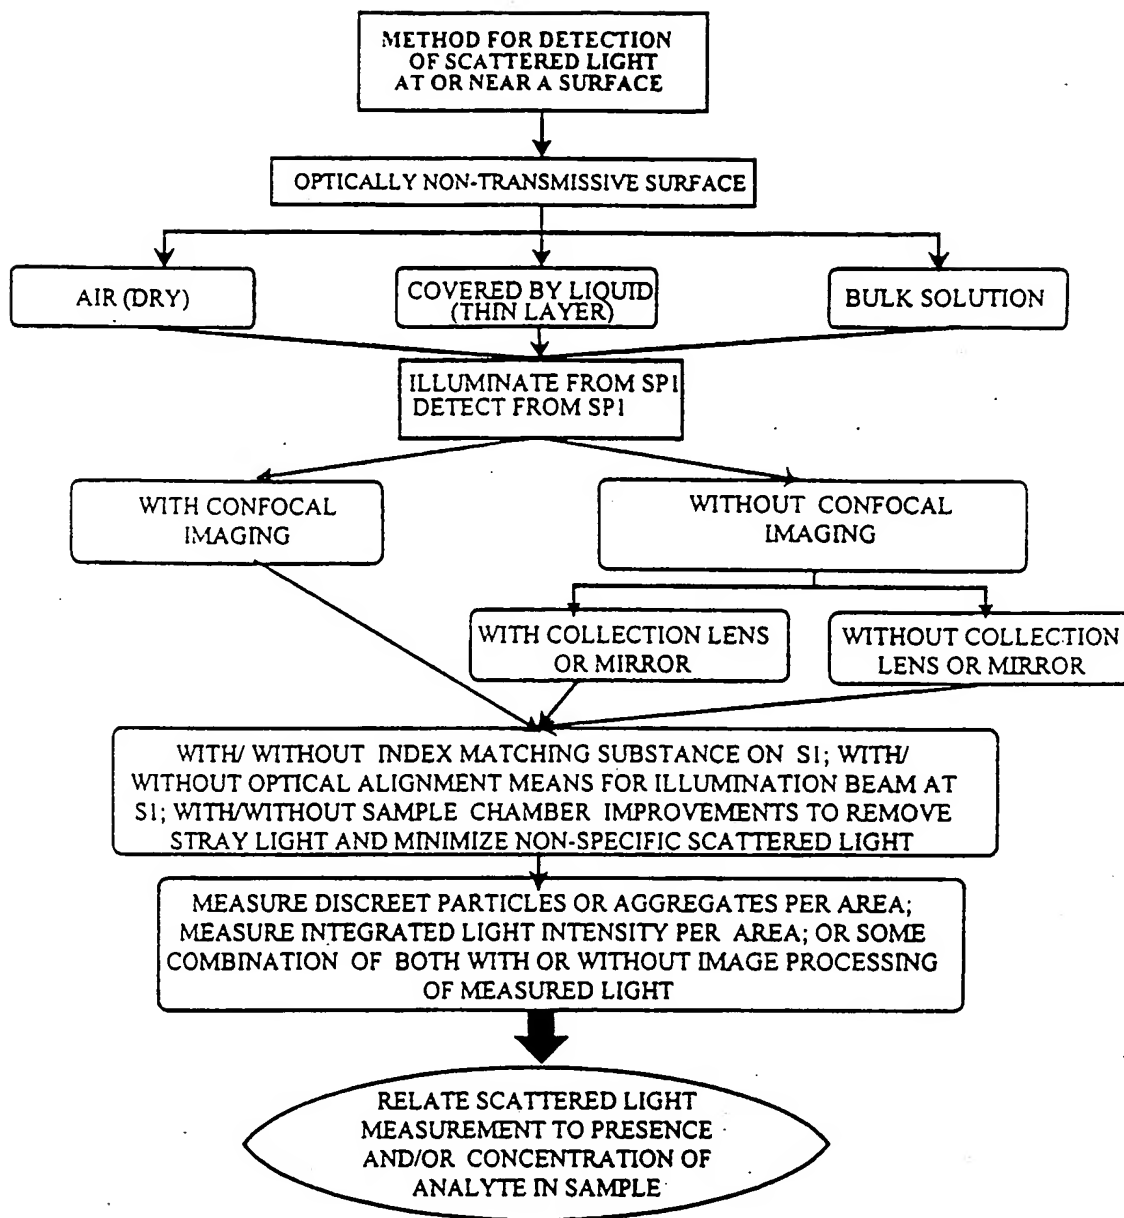 METHOD FOR DETECTION
OF SCATTERED LIGHT
AT OR NEAR A SURFACE
OPTICALLY NON-TRANSMISSIVE SURFACE
AIR (DRY)
COVERED BY LIQUID
(THIN LAYER)
BULK SOLUTION
ILLUMINATE FROM SP1
DETECT FROM SP1
WITH CONFOCAL
IMAGING
WITHOUT CONFOCAL
IMAGING
WITH COLLECTION LENS
OR MIRROR
WITHOUT COLLECTION
LENS OR MIRROR
WITH/ WITHOUT INDEX MATCHING SUBSTANCE ON S1; WITH/
WITHOUT OPTICAL ALIGNMENT MEANS FOR ILLUMINATION BEAM AT
S1; WITH/WITHOUT SAMPLE CHAMBER IMPROVEMENTS TO REMOVE
STRAY LIGHT AND MINIMIZE NON-SPECIFIC SCATTERED LIGHT
MEASURE DISCREET PARTICLES OR AGGREGATES PER AREA;
MEASURE INTEGRATED LIGHT INTENSITY PER AREA; OR SOME
COMBINATION OF BOTH WITH OR WITHOUT IMAGE PROCESSING
OF MEASURED LIGHT
RELATE SCATTERED LIGHT
MEASUREMENT TO PRESENCE
AND/OR CONCENTRATION OF
ANALYTE IN SAMPLE